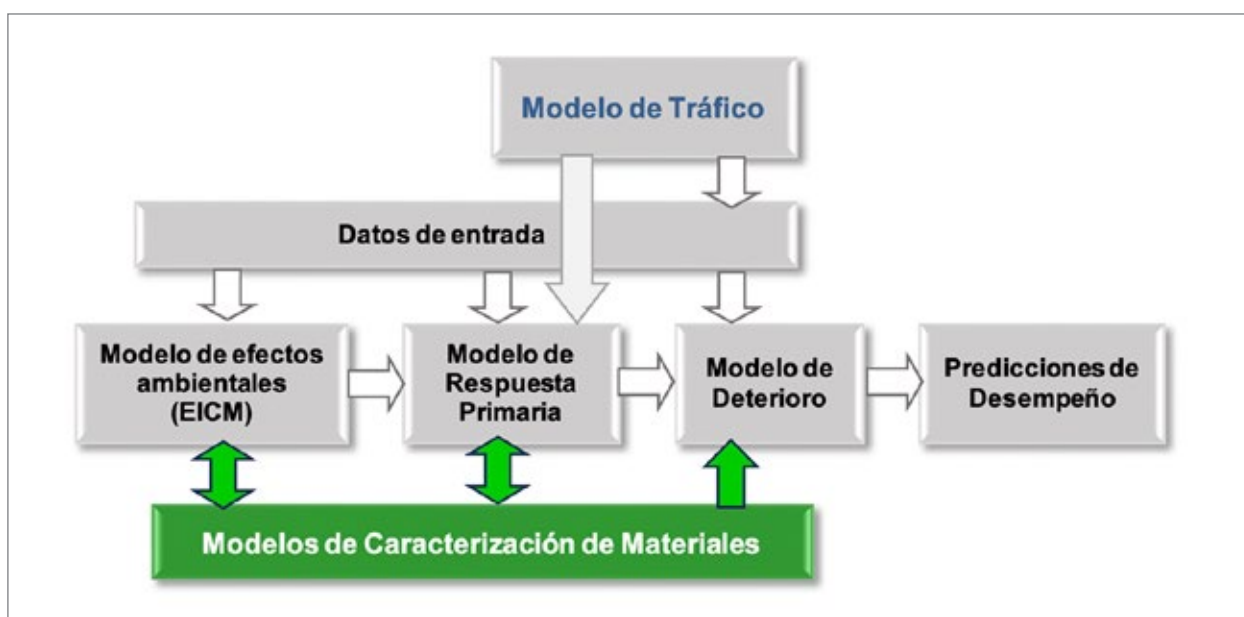 Modelo de Tráfico
Datos de entrada
Modelo de efectos
ambientales
(EICM)
Modelo de
Respuesta
Primaria
Modelo de
Deterioro
Predicciones de
Desempeño
Modelos de Caracterización de Materiales